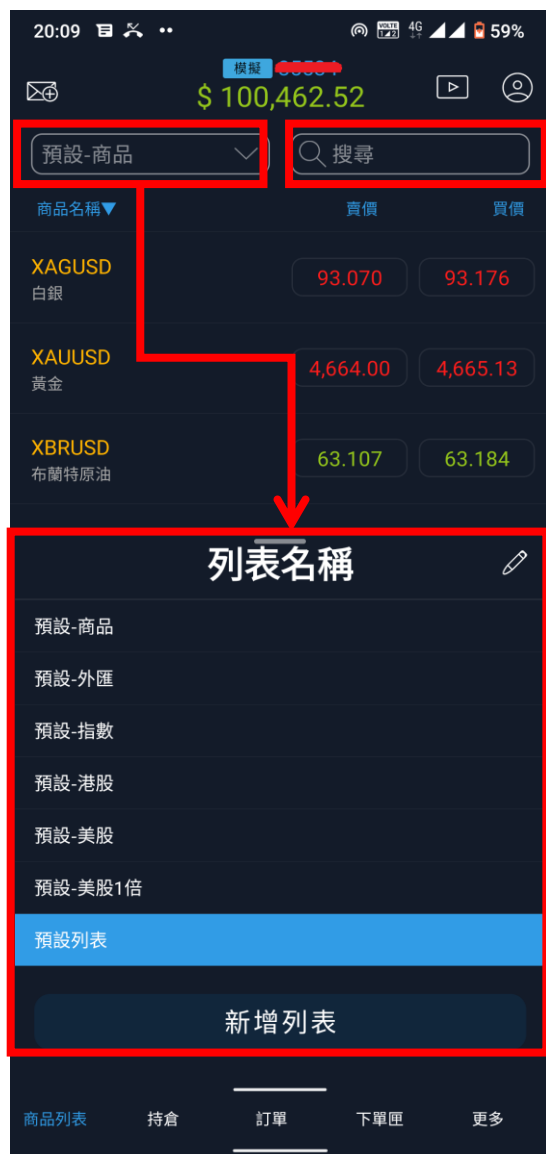 20:09 4G 59%
模擬
$ 100,462.52
預設-商品 搜尋
商品名稱▼ 賣價 買價
XAGUSD
白銀
93.070 93.176
XAUUSD
黃金
4,664.00 4,665.13
XBRUSD
布蘭特原油
63.107 63.184
列表名稱
預設-商品
預設-外匯
預設-指數
預設-港股
預設-美股
預設-美股1倍
預設列表
新增列表
商品列表 持倉 訂單 下單匣 更多